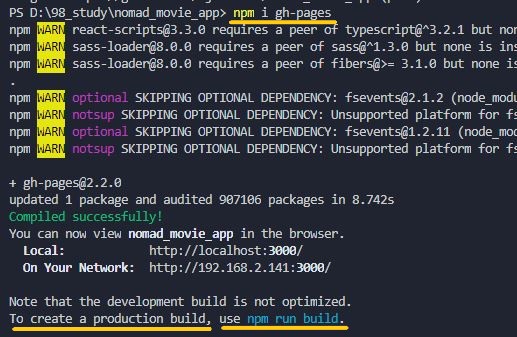 PS D:\98_study\nomad_movie_app> npm i gh-pages
npm WARN react-scripts@3.3.0 requires a peer of typescript@^3.2.1 but non
npm WARN sass-loader@8.0.0 requires a peer of sass@^1.3.0 but none is ins
npm WARN sass-loader@8.0.0 requires a peer of fibers@>= 3.1.0 but none is
.
npm WARN optional SKIPPING OPTIONAL DEPENDENCY: fsevents@2.1.2 (node_modu
npm WARN notsup SKIPPING OPTIONAL DEPENDENCY: Unsupported platform for fs
npm WARN optional SKIPPING OPTIONAL DEPENDENCY: fsevents@1.2.11 (node_mod
npm WARN notsup SKIPPING OPTIONAL DEPENDENCY: Unsupported platform for fs
+ gh-pages@2.2.0
updated 1 package and audited 907106 packages in 8.742s
Compiled successfully!
You can now view nomad_movie_app in the browser.
Local: http://localhost:3000/
On Your Network: http://192.168.2.141:3000/
Note that the development build is not optimized.
To create a production build, use npm run build.